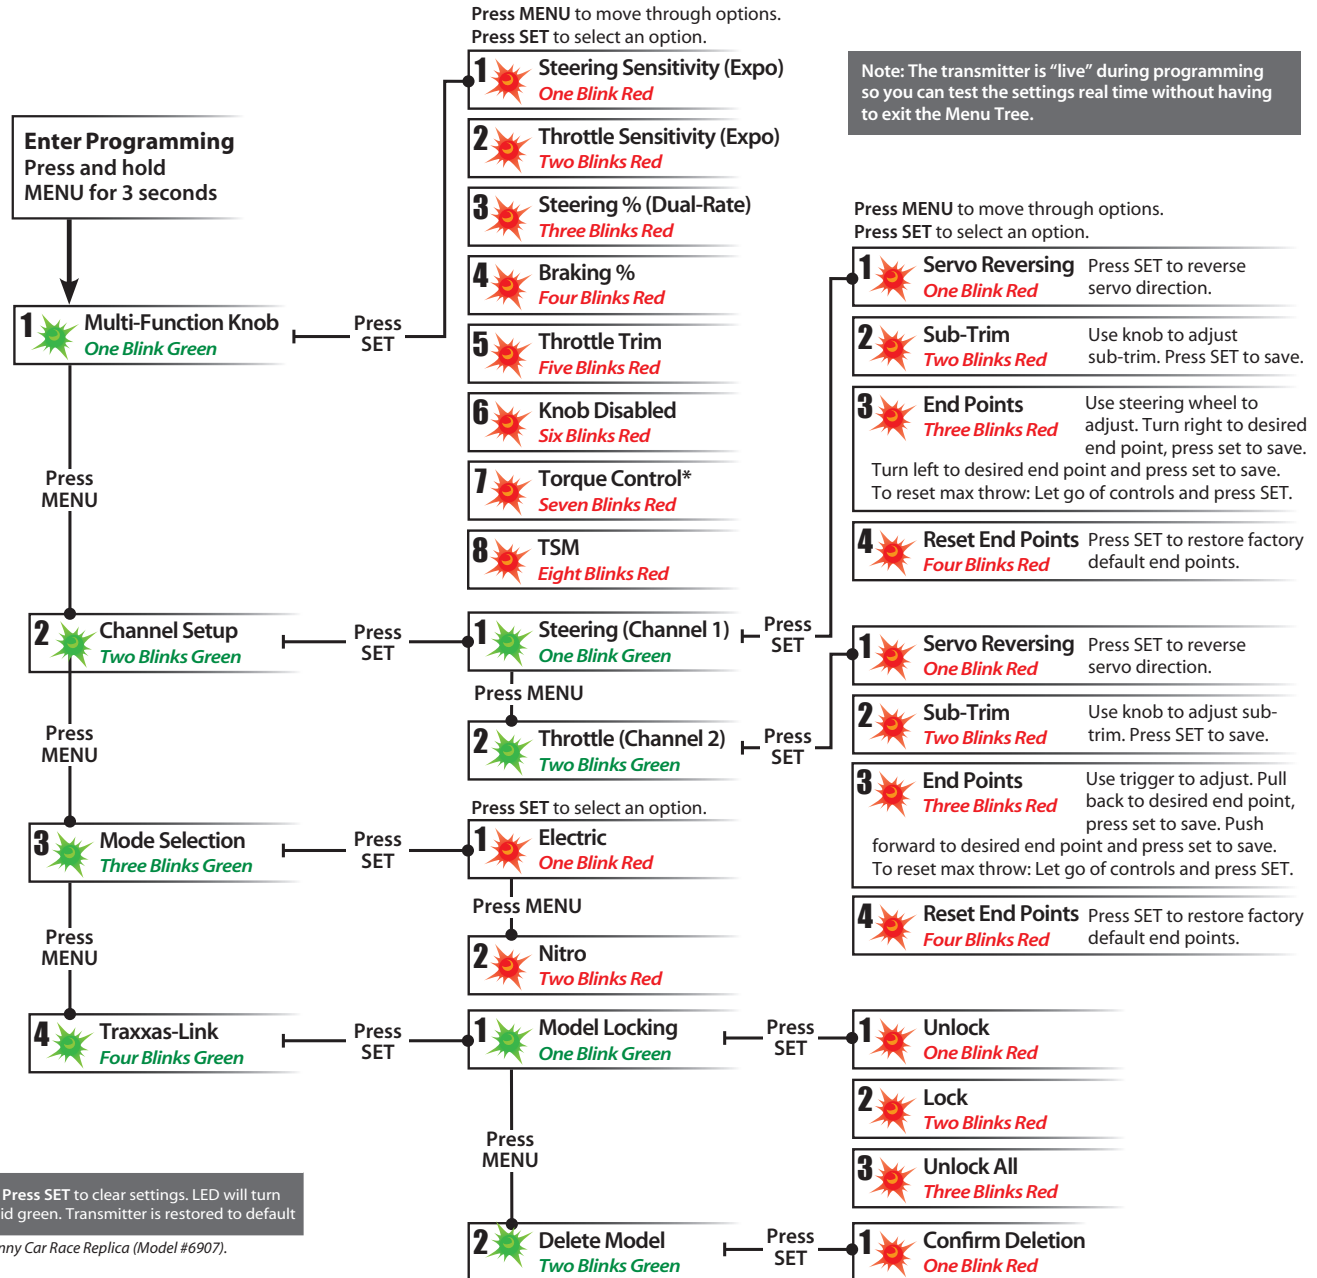 Press MENU to move through options.
Press SET to select an option.
1 Steering Sensitivity (Expo)
One Blink Red
2 Throttle Sensitivity (Expo)
Two Blinks Red
3 Steering % (Dual-Rate)
Three Blinks Red
4 Braking %
Four Blinks Red
5 Throttle Trim
Five Blinks Red
6 Knob Disabled
Six Blinks Red
7 Torque Control*
Seven Blinks Red
8 TSM
Eight Blinks Red
Note: The transmitter is “live” during programming
so you can test the settings real time without having
to exit the Menu Tree.
Enter Programming
Press and hold
MENU for 3 seconds
1 Multi-Function Knob
One Blink Green
Press
SET
Press
MENU
2 Channel Setup
Two Blinks Green
Press
SET
1 Steering (Channel 1)
One Blink Green
Press
SET
Press MENU
2 Throttle (Channel 2)
Two Blinks Green
Press
SET
Press MENU to move through options.
Press SET to select an option.
1 Servo Reversing
One Blink Red
Press SET to reverse
servo direction.
2 Sub-Trim
Two Blinks Red
Use knob to adjust
sub-trim. Press SET to save.
3 End Points
Three Blinks Red
Use steering wheel to
adjust. Turn right to desired
end point, press set to save.
Turn left to desired end point and press set to save.
To reset max throw: Let go of controls and press SET.
4 Reset End Points
Four Blinks Red
Press SET to restore factory
default end points.
1 Servo Reversing
One Blink Red
Press SET to reverse
servo direction.
2 Sub-Trim
Two Blinks Red
Use knob to adjust sub-
trim. Press SET to save.
3 End Points
Three Blinks Red
Use trigger to adjust. Pull
back to desired end point,
press set to save. Push
forward to desired end point and press set to save.
To reset max throw: Let go of controls and press SET.
4 Reset End Points
Four Blinks Red
Press SET to restore factory
default end points.
Press
MENU
3 Mode Selection
Three Blinks Green
Press
SET
Press SET to select an option.
1 Electric
One Blink Red
Press MENU
2 Nitro
Two Blinks Red
Press
MENU
4 Traxxas-Link
Four Blinks Green
Press
SET
1 Model Locking
One Blink Green
Press
SET
1 Unlock
One Blink Red
2 Lock
Two Blinks Red
3 Unlock All
Three Blinks Red
Press
MENU
2 Delete Model
Two Blinks Green
Press
SET
1 Confirm Deletion
One Blink Red
Press SET to clear settings. LED will turn
id green. Transmitter is restored to default
nny Car Race Replica (Model #6907).